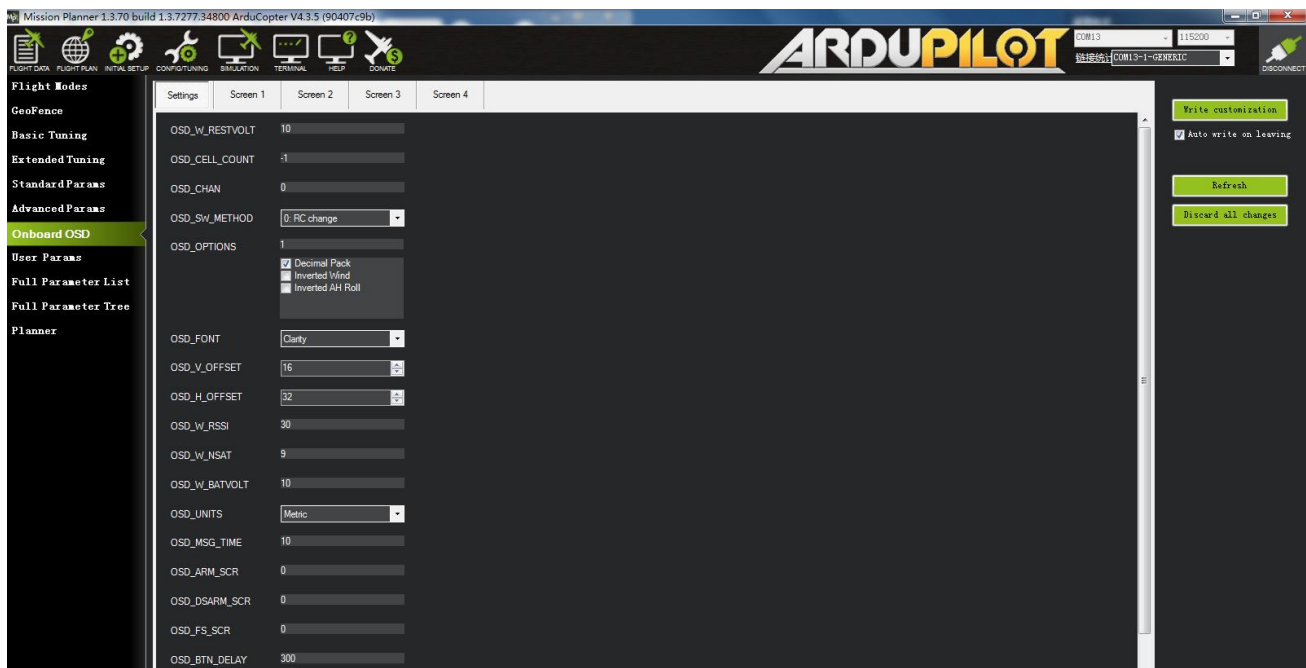 Mission Planner 1.3.70 build 1.3.7277.34800 ArduCopter V4.3.5 (90407c9b)
FLIGHT DATA FLIGHT PLAN INITIAL SETUP CONFIG/TUNING SIMULATION TERMINAL HELP DONATE
ARDUPILOT
COM13 115200
链接统计 COM13-1-GENERIC
DISCONNECT
Flight Modes
GeoFence
Basic Tuning
Extended Tuning
Standard Params
Advanced Params
Onboard OSD
User Params
Full Parameter List
Full Parameter Tree
Planner
Settings Screen 1 Screen 2 Screen 3 Screen 4
OSD_W_RESTVOLT 10
OSD_CELL_COUNT -1
OSD_CHAN 0
OSD_SW_METHOD 0: RC change
OSD_OPTIONS 1
Decimal Pack
Inverted Wind
Inverted AH Roll
OSD_FONT Clarity
OSD_V_OFFSET 16
OSD_H_OFFSET 32
OSD_W_RSSI 30
OSD_W_NSAT 9
OSD_W_BATVOLT 10
OSD_UNITS Metric
OSD_MSG_TIME 10
OSD_ARM_SCR 0
OSD_DSARM_SCR 0
OSD_FS_SCR 0
OSD_BTN_DELAY 300
Write customization
Auto write on leaving
Refresh
Discard all changes